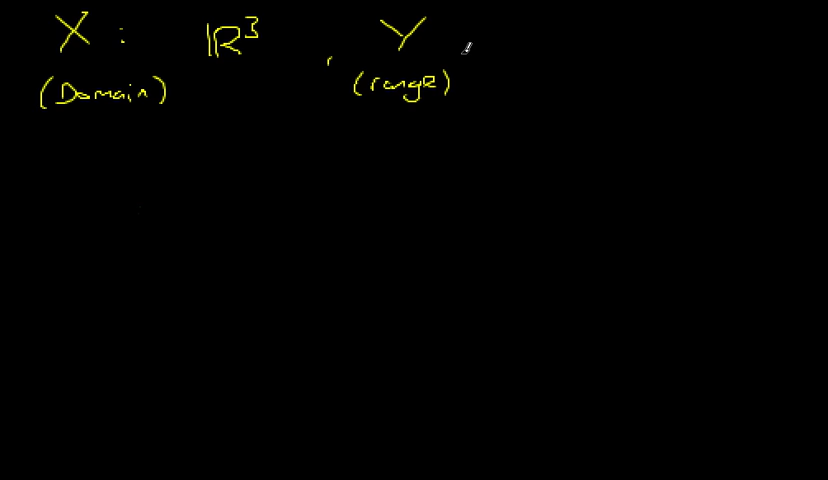 X : ℝ³ , Y
(Domain) (range)